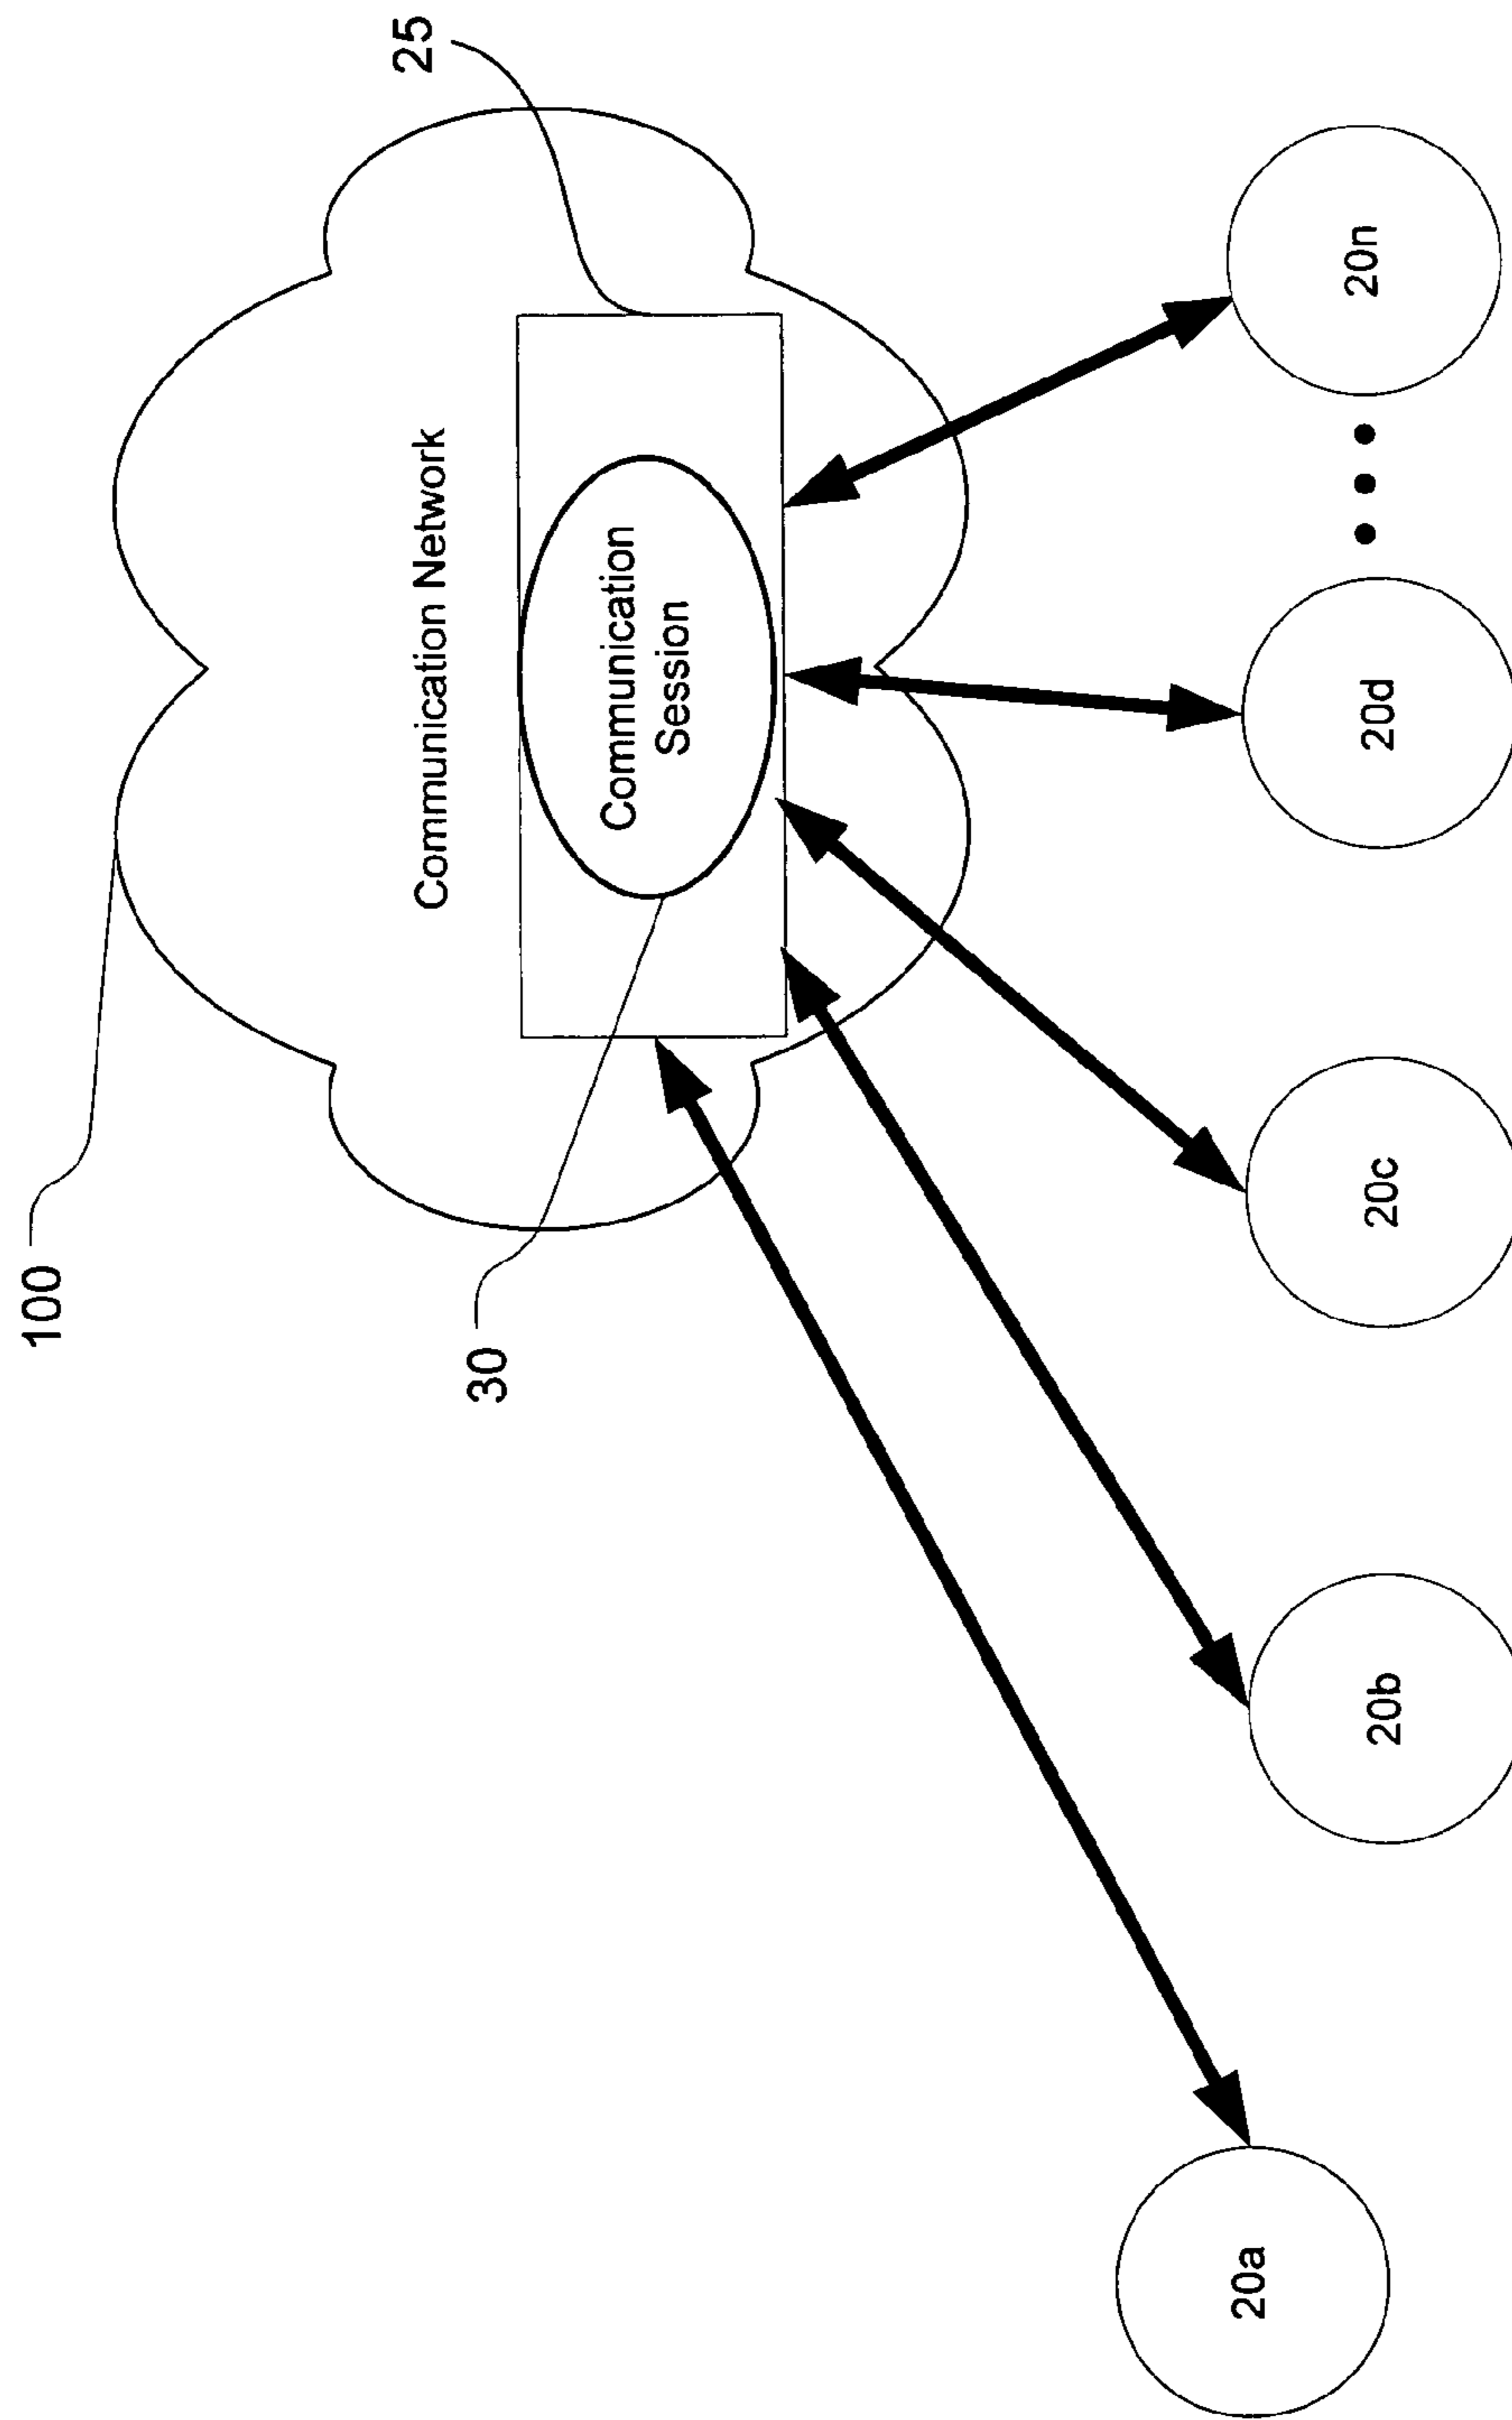 100
25
Communication Network
30
Communication
Session
20a
20b
20c
20d
20n